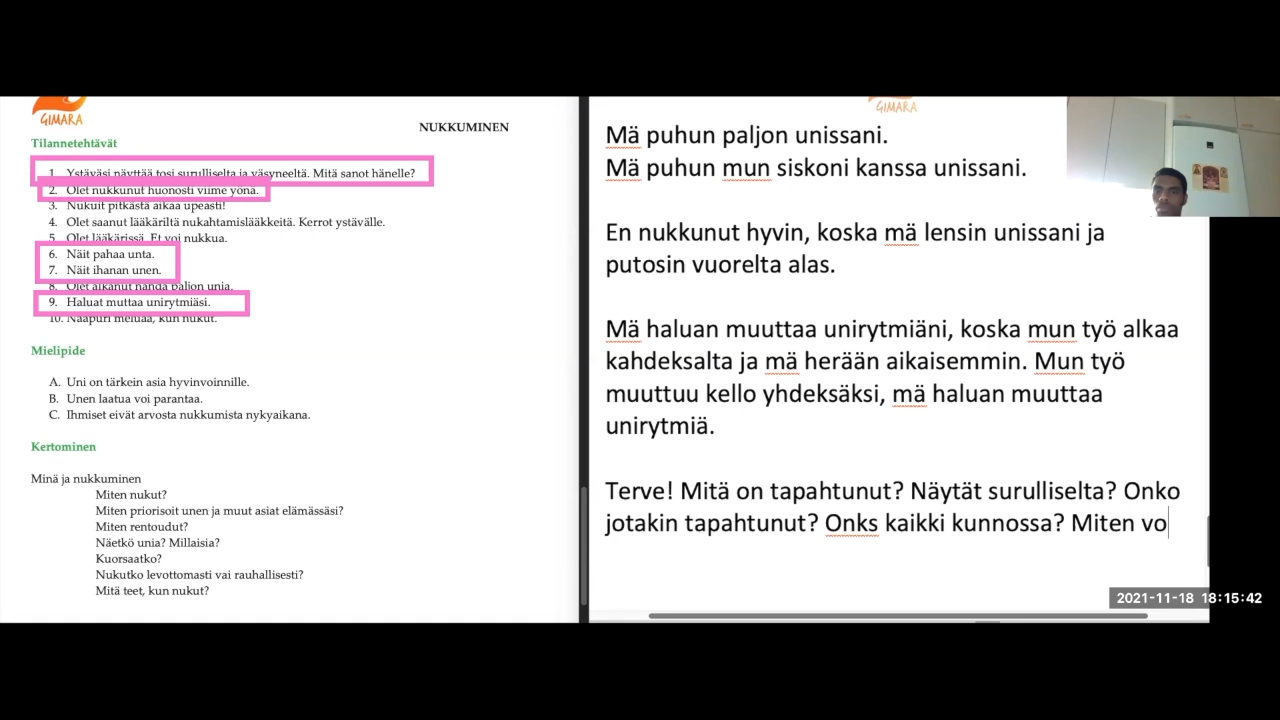 GIMARA
NUKKUMINEN
Tilannetehtävät
1. Ystäväsi näyttää tosi surulliselta ja väsyneeltä. Mitä sanot hänelle?
2. Olet nukkunut huonosti viime yönä.
3. Nukuit pitkästä aikaa upeasti!
4. Olet saanut lääkäriltä nukahtamislääkkeitä. Kerrot ystävälle.
5. Olet lääkärissä. Et voi nukkua.
6. Näit pahaa unta.
7. Näit ihanan unen.
8. Olet alkanut nähdä paljon unia.
9. Haluat muttaa unirytmiäsi.
10. Naapuri meluaa, kun nukut.
Mielipide
A. Uni on tärkein asia hyvinvoinnille.
B. Unen laatua voi parantaa.
C. Ihmiset eivät arvosta nukkumista nykyaikana.
Kertominen
Minä ja nukkuminen
Miten nukut?
Miten priorisoit unen ja muut asiat elämässäsi?
Miten rentoudut?
Näetkö unia? Millaisia?
Kuorsaatko?
Nukutko levottomasti vai rauhallisesti?
Mitä teet, kun nukut?
GIMARA
Mä puhun paljon unissani.
Mä puhun mun siskoni kanssa unissani.
En nukkunut hyvin, koska mä lensin unissani ja
putosin vuorelta alas.
Mä haluan muuttaa unirytmiäni, koska mun työ alkaa
kahdeksalta ja mä herään aikaisemmin. Mun työ
muuttuu kello yhdeksäksi, mä haluan muuttaa
unirytmiä.
Terve! Mitä on tapahtunut? Näytät surulliselta? Onko
jotakin tapahtunut? Onks kaikki kunnossa? Miten vo
2021-11-18 18:15:42